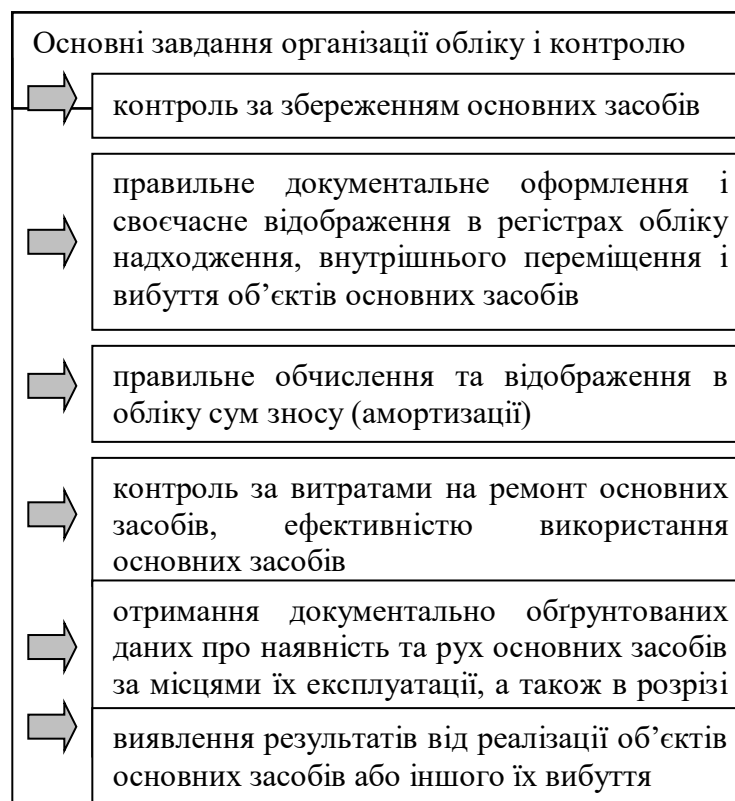 Основні завдання організації обліку і контролю
контроль за збереженням основних засобів
правильне документальне оформлення і
своєчасне відображення в регістрах обліку
надходження, внутрішнього переміщення і
вибуття об’єктів основних засобів
правильне обчислення та відображення в
обліку сум зносу (амортизації)
контроль за витратами на ремонт основних
засобів, ефективністю використання
основних засобів
отримання документально обґрунтованих
даних про наявність та рух основних засобів
за місцями їх експлуатації, а також в розрізі
виявлення результатів від реалізації об’єктів
основних засобів або іншого їх вибуття